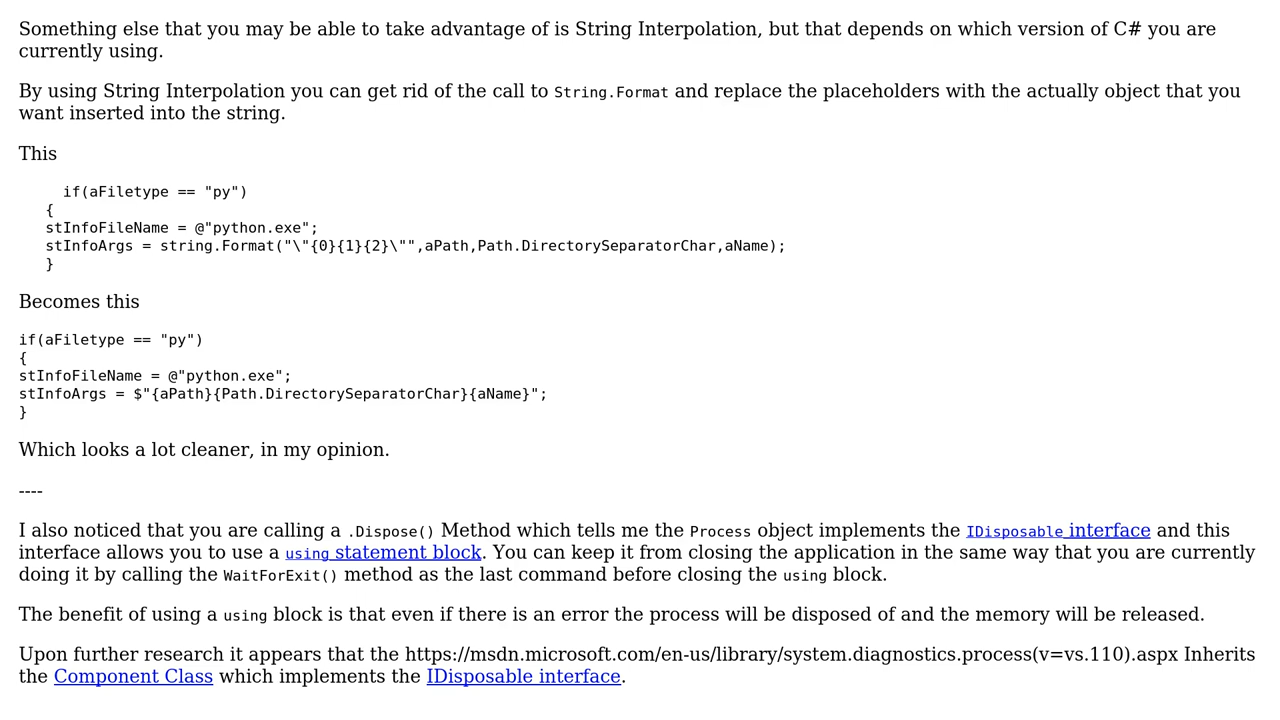 Something else that you may be able to take advantage of is String Interpolation, but that depends on which version of C# you are
currently using.
By using String Interpolation you can get rid of the call to String.Format and replace the placeholders with the actually object that you
want inserted into the string.
This
if(aFiletype == "py")
{
stInfoFileName = @"python.exe";
stInfoArgs = string.Format("\"{0}{1}{2}\"",aPath,Path.DirectorySeparatorChar,aName);
}
Becomes this
if(aFiletype == "py")
{
stInfoFileName = @"python.exe";
stInfoArgs = $"{aPath}{Path.DirectorySeparatorChar}{aName}";
}
Which looks a lot cleaner, in my opinion.
----
I also noticed that you are calling a .Dispose() Method which tells me the Process object implements the IDisposable interface and this
interface allows you to use a using statement block. You can keep it from closing the application in the same way that you are currently
doing it by calling the WaitForExit() method as the last command before closing the using block.
The benefit of using a using block is that even if there is an error the process will be disposed of and the memory will be released.
Upon further research it appears that the https://msdn.microsoft.com/en-us/library/system.diagnostics.process(v=vs.110).aspx Inherits
the Component Class which implements the IDisposable interface.